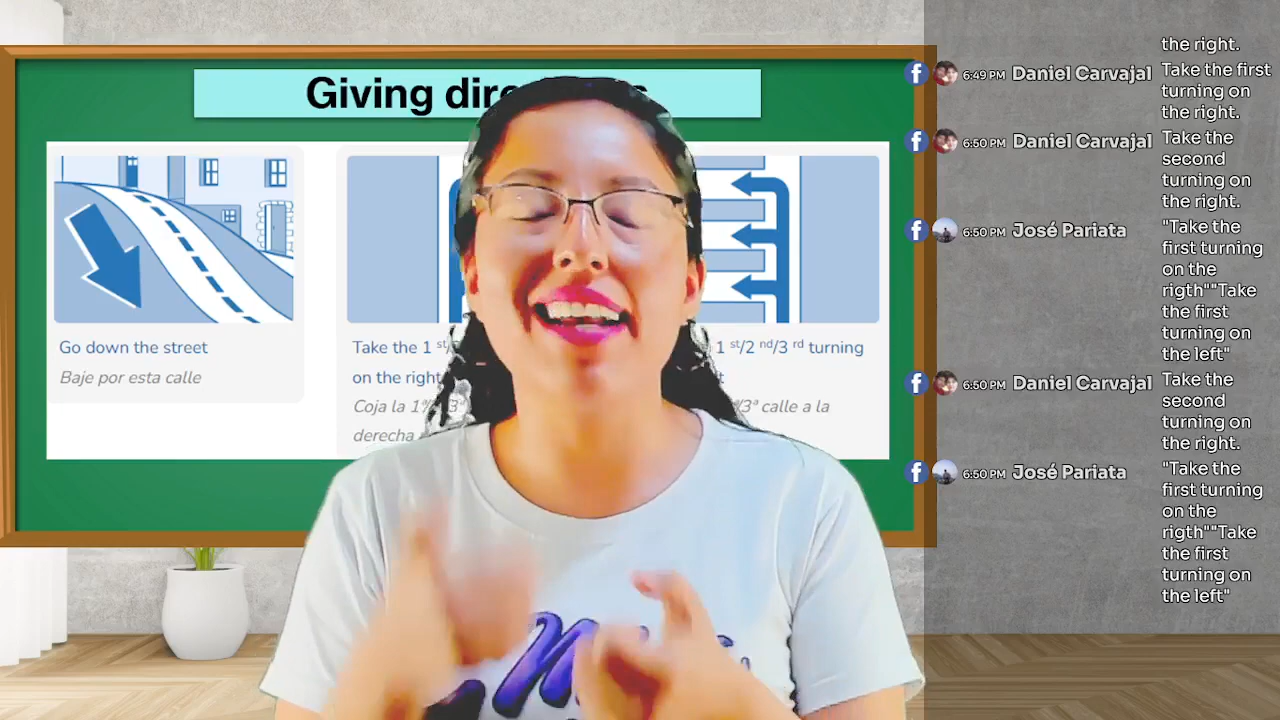 Giving
Go down the street
Baje por esta calle
Take the 1 st/
on the right
Coja la 1ª/ /3ª
derecha
1 st/2 nd/3 rd turning
/3ª calle a la
the right.
6:49 PM Daniel Carvajal Take the first
turning on
the right.
6:50 PM Daniel Carvajal Take the
second
turning on
the right.
6:50 PM José Pariata "Take the
first turning
on the
rigth""Take
the first
turning on
the left"
6:50 PM Daniel Carvajal Take the
second
turning on
the right.
6:50 PM José Pariata "Take the
first turning
on the
rigth""Take
the first
turning on
the left"